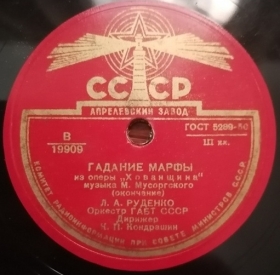 СССР
АПРЕЛЕВСКИЙ ЗАВОД
ГОСТ 5289-50
В
19909
III кл.
ГАДАНИЕ МАРФЫ
из оперы „Хованщина"
музыка М. Мусоргского
(окончание)
Л. А. РУДЕНКО
Оркестр ГАБТ СССР
Дирижер
К. П. Кондрашин
КОМИТЕТ РАДИОИНФОРМАЦИИ ПРИ СОВЕТЕ МИНИСТРОВ СССР